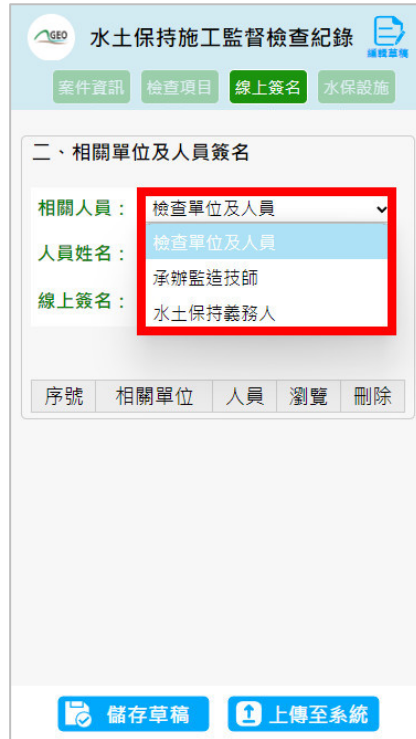 GEO
水土保持施工監督檢查紀錄
編輯草稿
案件資訊 檢查項目 線上簽名 水保設施
二、相關單位及人員簽名
相關人員： 檢查單位及人員
人員姓名： 檢查單位及人員
承辦監造技師
線上簽名：
水土保持義務人
序號 相關單位 人員 瀏覽 刪除
儲存草稿 上傳至系統